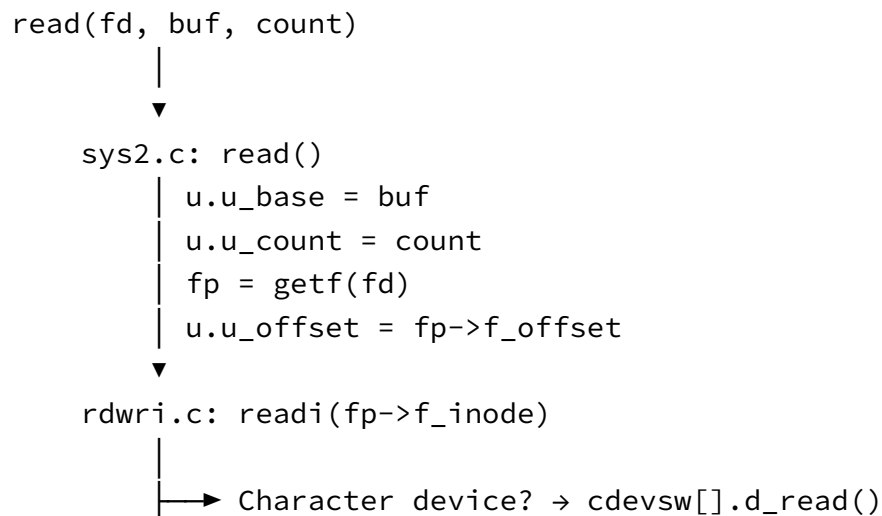 read(fd, buf, count)
│
▼
sys2.c: read()
│ u.u_base = buf
│ u.u_count = count
│ fp = getf(fd)
│ u.u_offset = fp->f_offset
▼
rdwri.c: readi(fp->f_inode)
│
├──► Character device? → cdevsw[].d_read()